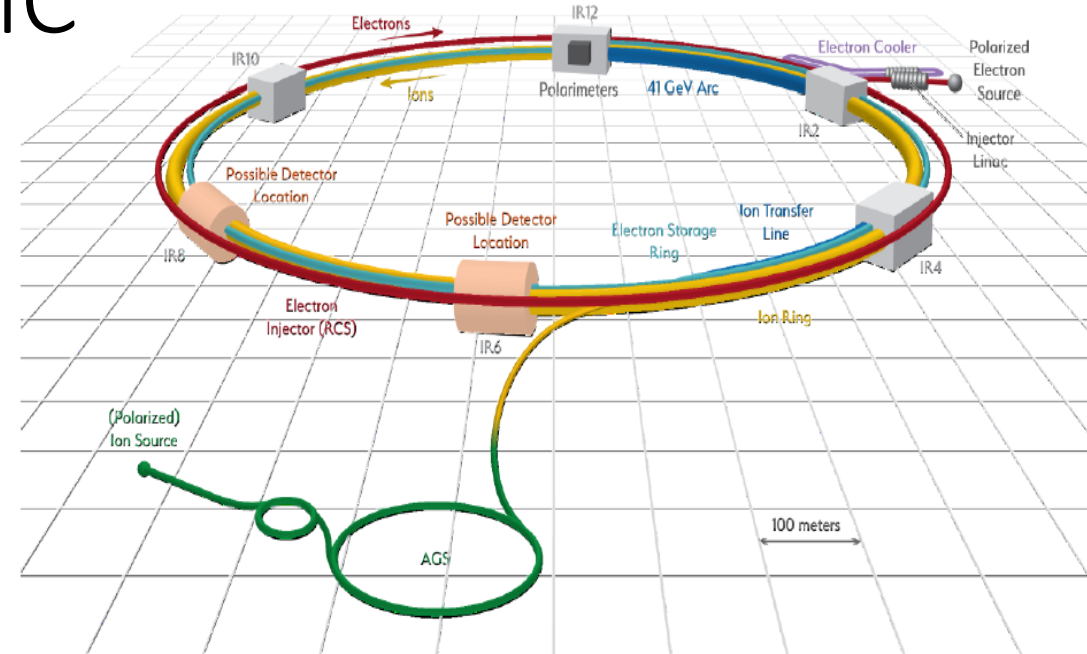 IR12
Electrons
IR10
Electron Cooler
Polarized
Electron
Source
Ions
Polarimeters
41 GeV Arc
IR2
Injector
Linac
Possible Detector
Location
Possible Detector
Location
Ion Transfer
Line
Electron Storage
Ring
IR8
IR4
Electron
Injector (RCS)
Ion Ring
IR6
(Polarized)
Ion Source
100 meters
AGS